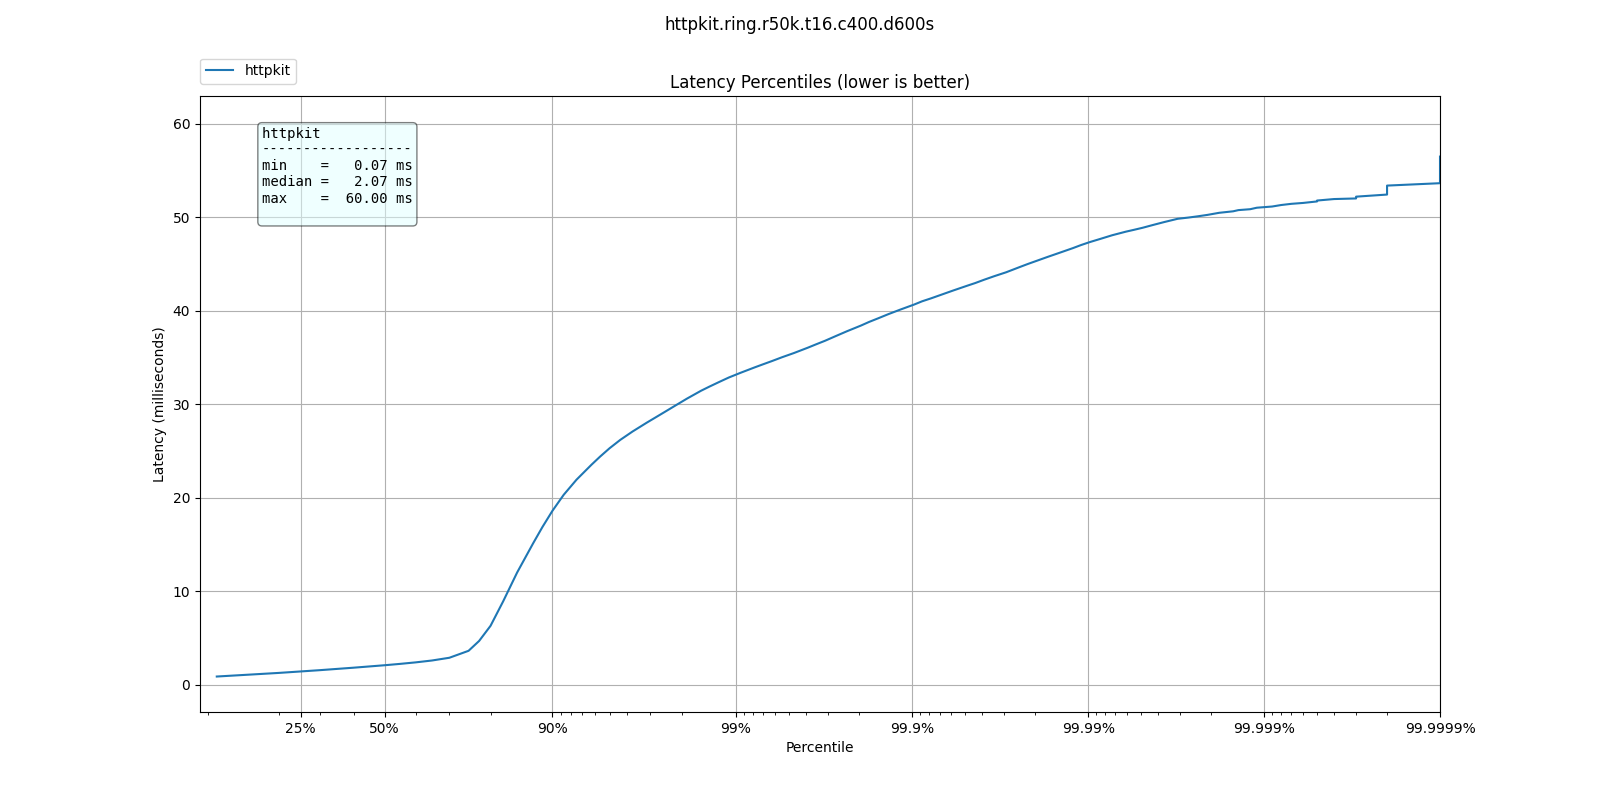 httpkit.ring.r50k.t16.c400.d600s
httpkit
Latency Percentiles (lower is better)
60
50
40
30
20
10
0
httpkit
------------------
min    =   0.07 ms
median =   2.07 ms
max    =  60.00 ms
Latency (milliseconds)
25% 50% 90% 99% 99.9% 99.99% 99.999% 99.9999%
Percentile